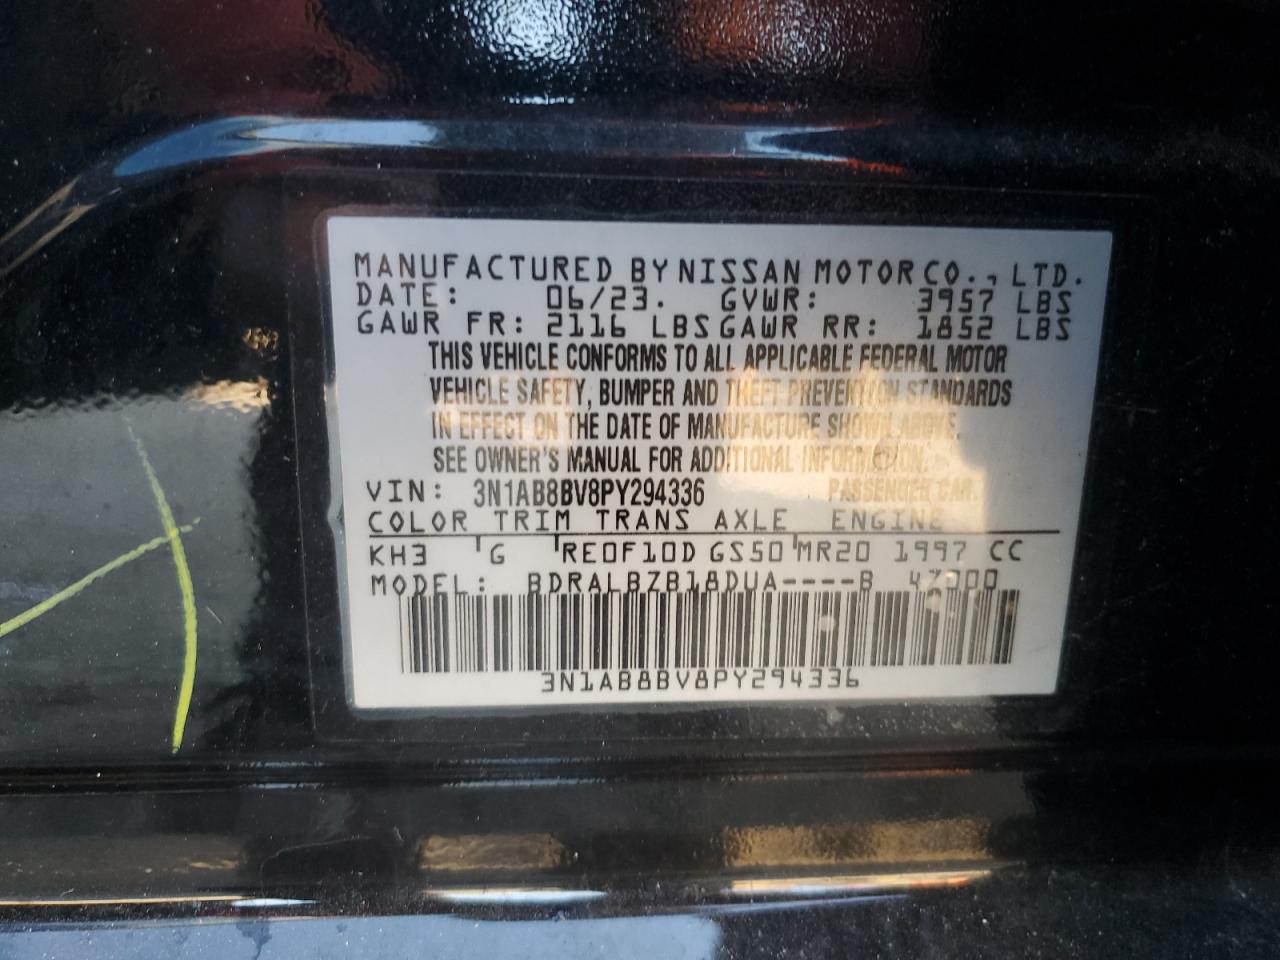 MANUFACTURED BY NISSAN MOTOR CO., LTD.
DATE: 06/23. GVWR: 3957 LBS
GAWR FR: 2116 LBS GAWR RR: 1852 LBS
THIS VEHICLE CONFORMS TO ALL APPLICABLE FEDERAL MOTOR
VEHICLE SAFETY, BUMPER AND THEFT PREVENTION STANDARDS
IN EFFECT ON THE DATE OF MANUFACTURE SHOWN ABOVE.
SEE OWNER'S MANUAL FOR ADDITIONAL INFORMATION.
VIN: 3N1AB8BV8PY294336 PASSENGER CAR.
COLOR TRIM TRANS AXLE ENGINE
KH3 G RE0F10D GS50 MR20 1997 CC
MODEL: BDRALBZB18DUA----B
3N1AB8BV8PY294336